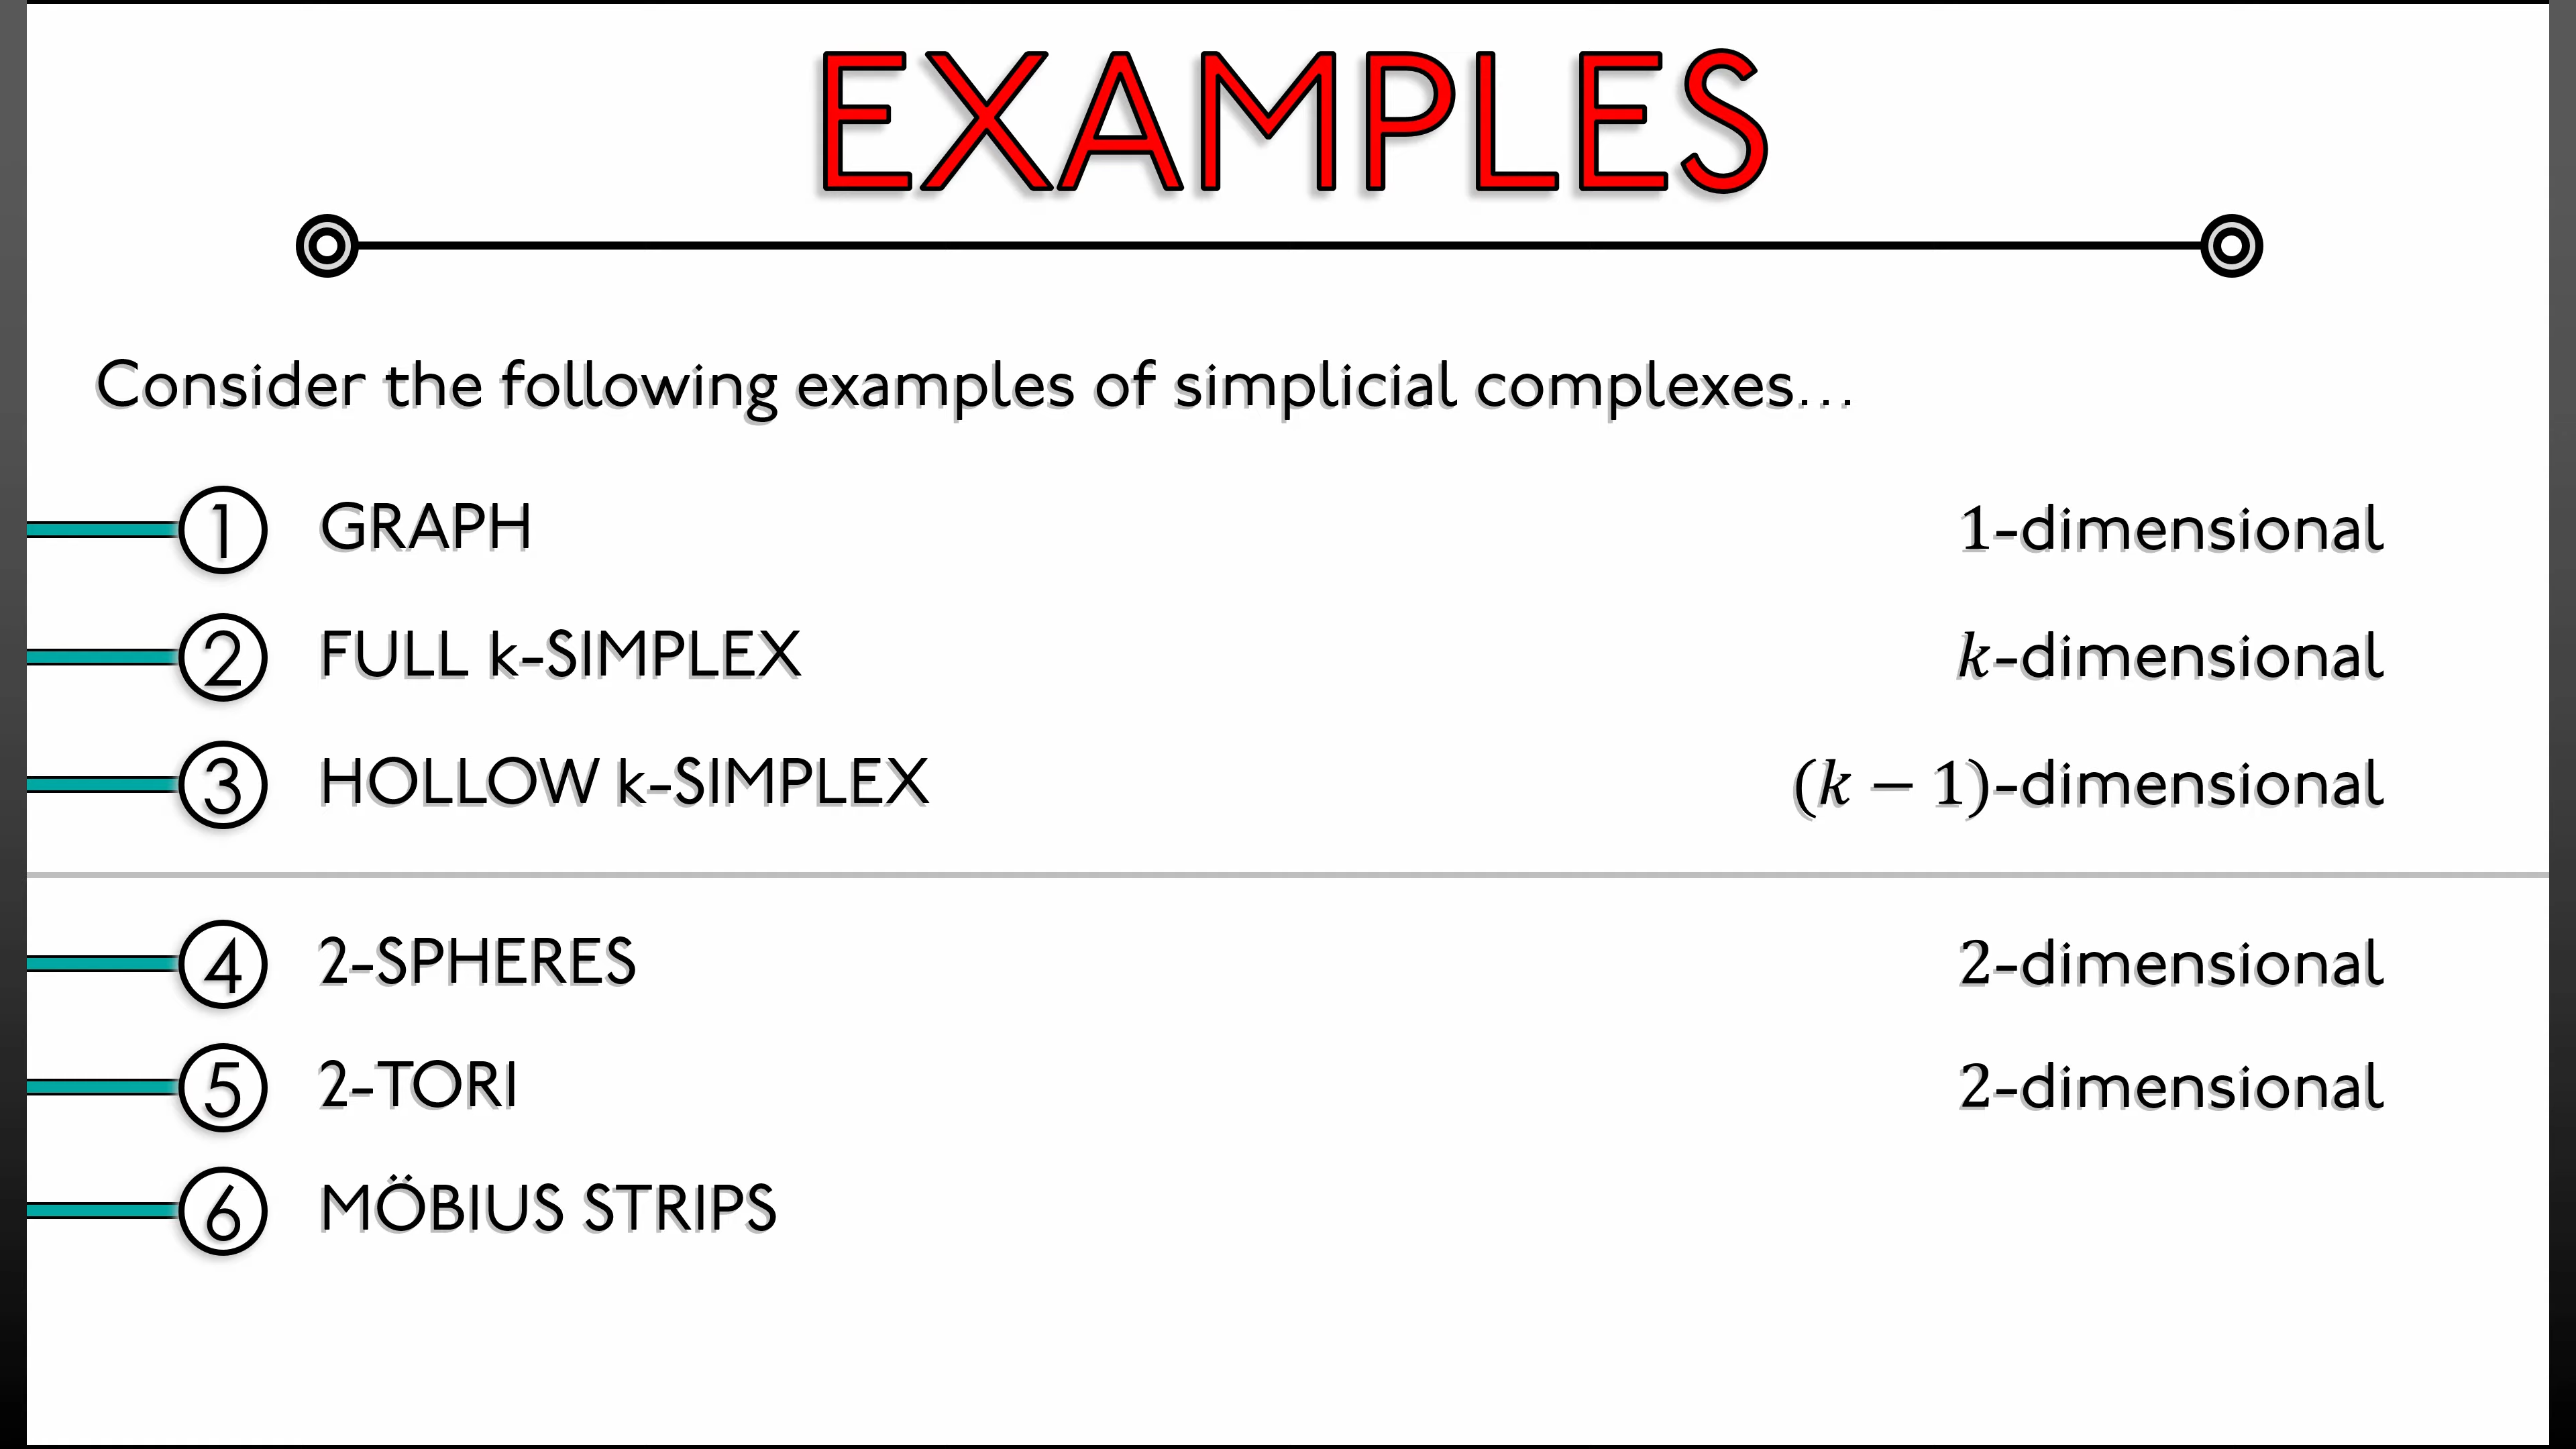 EXAMPLES
Consider the following examples of simplicial complexes…
1 GRAPH 1-dimensional
2 FULL k-SIMPLEX k-dimensional
3 HOLLOW k-SIMPLEX (k − 1)-dimensional
4 2-SPHERES 2-dimensional
5 2-TORI 2-dimensional
6 MÖBIUS STRIPS